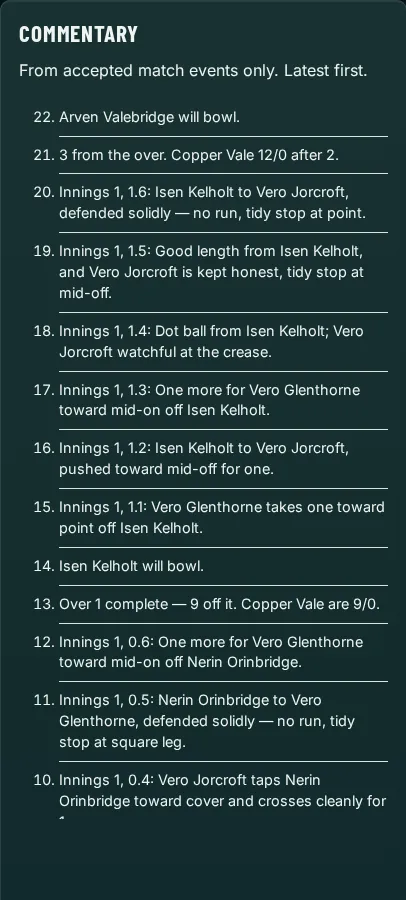 COMMENTARY
From accepted match events only. Latest first.
22. Arven Valebridge will bowl.
21. 3 from the over. Copper Vale 12/0 after 2.
20. Innings 1, 1.6: Isen Kelholt to Vero Jorcroft,
defended solidly — no run, tidy stop at point.
19. Innings 1, 1.5: Good length from Isen Kelholt,
and Vero Jorcroft is kept honest, tidy stop at
mid-off.
18. Innings 1, 1.4: Dot ball from Isen Kelholt; Vero
Jorcroft watchful at the crease.
17. Innings 1, 1.3: One more for Vero Glenthorne
toward mid-on off Isen Kelholt.
16. Innings 1, 1.2: Isen Kelholt to Vero Jorcroft,
pushed toward mid-off for one.
15. Innings 1, 1.1: Vero Glenthorne takes one toward
point off Isen Kelholt.
14. Isen Kelholt will bowl.
13. Over 1 complete — 9 off it. Copper Vale are 9/0.
12. Innings 1, 0.6: One more for Vero Glenthorne
toward mid-on off Nerin Orinbridge.
11. Innings 1, 0.5: Nerin Orinbridge to Vero
Glenthorne, defended solidly — no run, tidy
stop at square leg.
10. Innings 1, 0.4: Vero Jorcroft taps Nerin
Orinbridge toward cover and crosses cleanly for